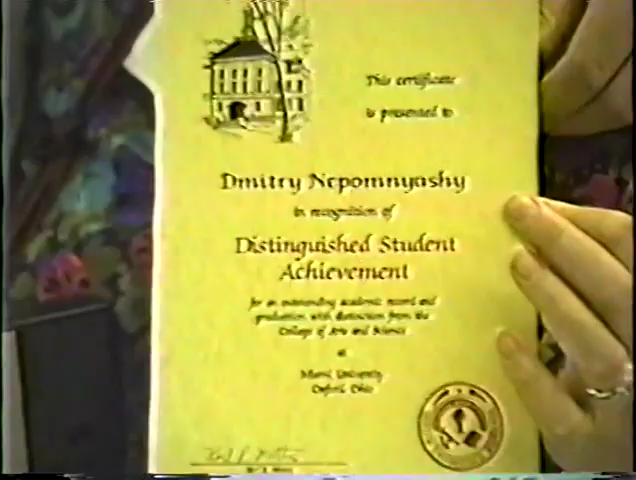 This certificate
is presented to
Dmitry Nepomnyashy
in recognition of
Distinguished Student
Achievement
for an outstanding academic record and
graduation with distinction from the
College of Arts and Science
at
Miami University
Oxford, Ohio